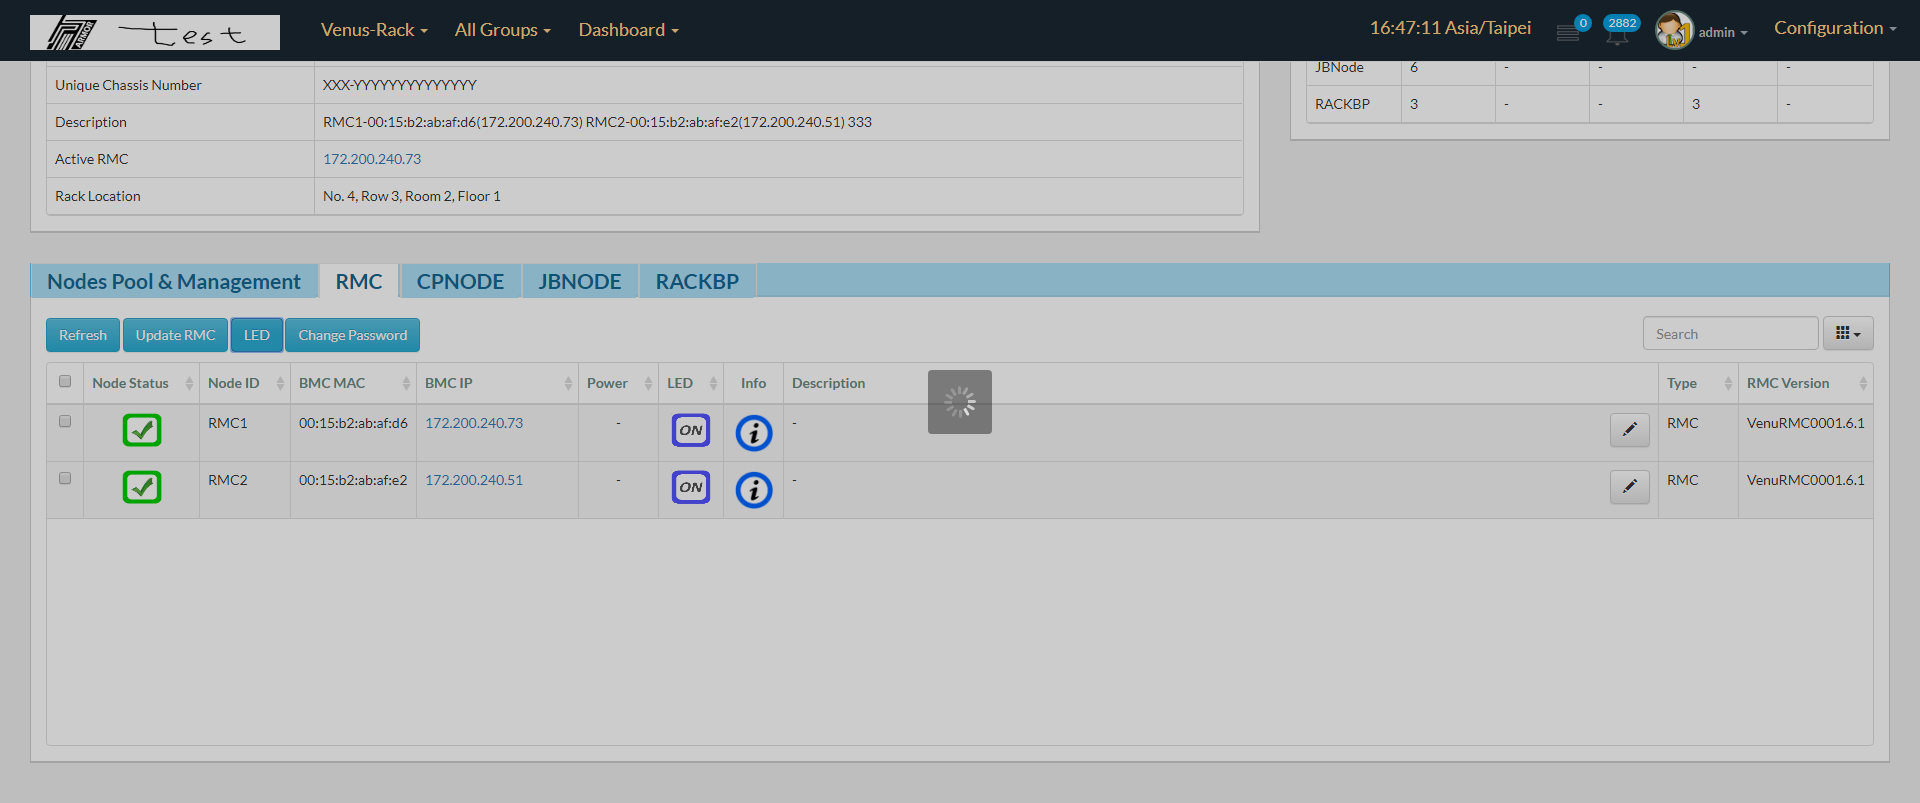 ARMOR test Venus-Rack All Groups Dashboard 16:47:11 Asia/Taipei 0 2882 admin Configuration
Unique Chassis Number XXX-YYYYYYYYYYYYYY
Description RMC1-00:15:b2:ab:af:d6(172.200.240.73) RMC2-00:15:b2:ab:af:e2(172.200.240.51) 333
Active RMC 172.200.240.73
Rack Location No. 4, Row 3, Room 2, Floor 1
JBNode 6 - - - -
RACKBP 3 - - 3 -
Nodes Pool & Management RMC CPNODE JBNODE RACKBP
Refresh Update RMC LED Change Password Search
Node Status Node ID BMC MAC BMC IP Power LED Info Description Type RMC Version
RMC1 00:15:b2:ab:af:d6 172.200.240.73 - ON i - RMC VenuRMC0001.6.1
RMC2 00:15:b2:ab:af:e2 172.200.240.51 - ON i - RMC VenuRMC0001.6.1